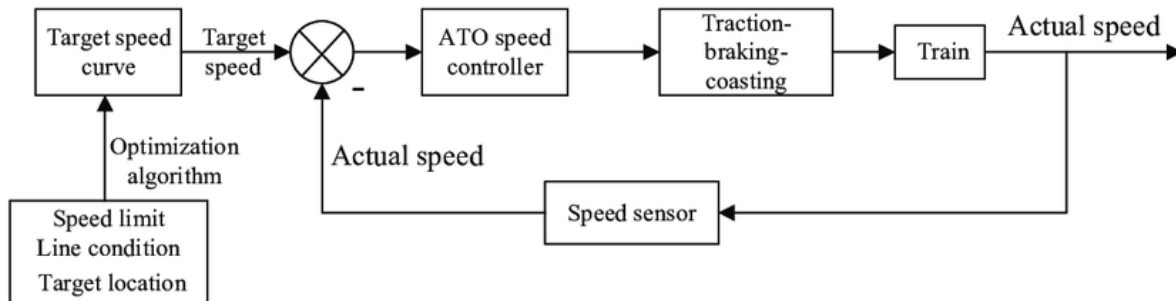 Target speed
curve
Target
speed
-
ATO speed
controller
Traction-
braking-
coasting
Train
Actual speed
Optimization
algorithm
Actual speed
Speed sensor
Speed limit
Line condition
Target location